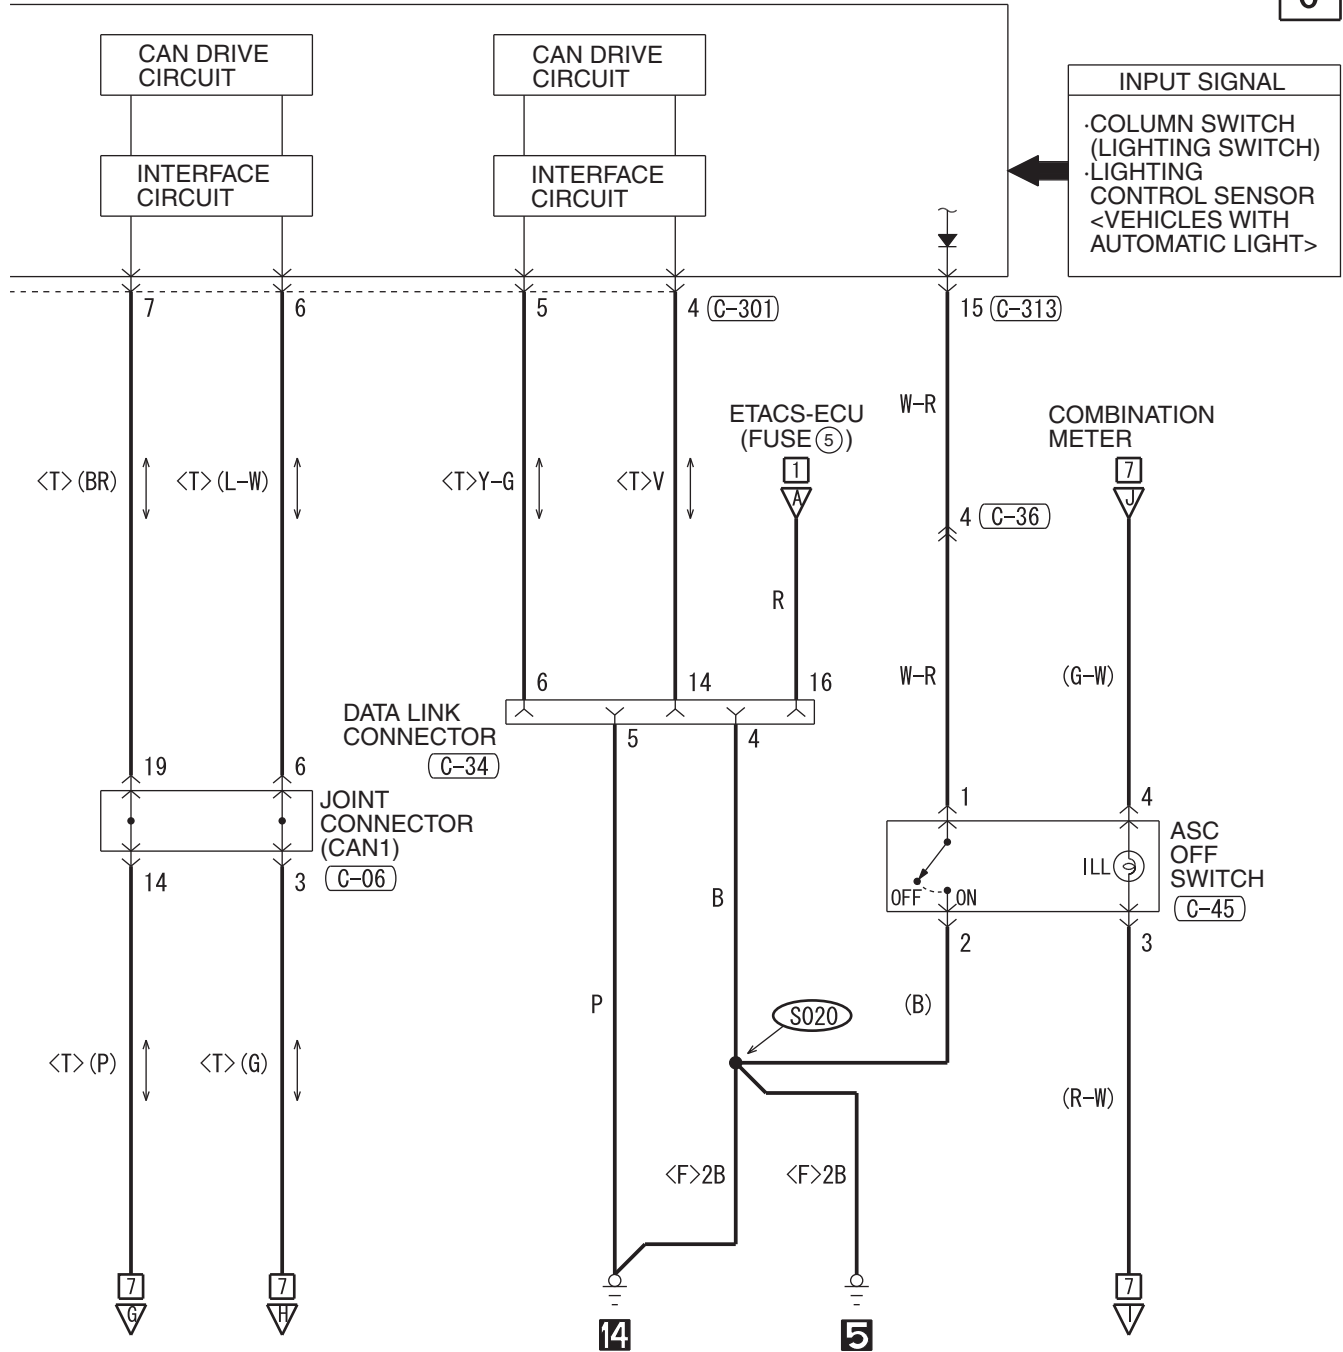 CAN DRIVE
CIRCUIT
CAN DRIVE
CIRCUIT
INPUT SIGNAL
·COLUMN SWITCH
(LIGHTING SWITCH)
·LIGHTING
CONTROL SENSOR
<VEHICLES WITH
AUTOMATIC LIGHT>
INTERFACE
CIRCUIT
INTERFACE
CIRCUIT
7
6
5
4 C-301
15 C-313
W-R
ETACS-ECU
(FUSE 5)
1
A
COMBINATION
METER
7
J
<T>(BR)
<T>(L-W)
<T>Y-G
<T>V
4 C-36
R
W-R
(G-W)
6
14
16
DATA LINK
CONNECTOR
C-34
5
4
19
6
JOINT
CONNECTOR
(CAN1)
C-06
14
3
1
4
ASC
OFF
SWITCH
C-45
ILL
OFF
ON
2
3
B
P
(B)
S020
<T>(P)
<T>(G)
(R-W)
<F>2B
<F>2B
7
G
7
H
14
5
7
I